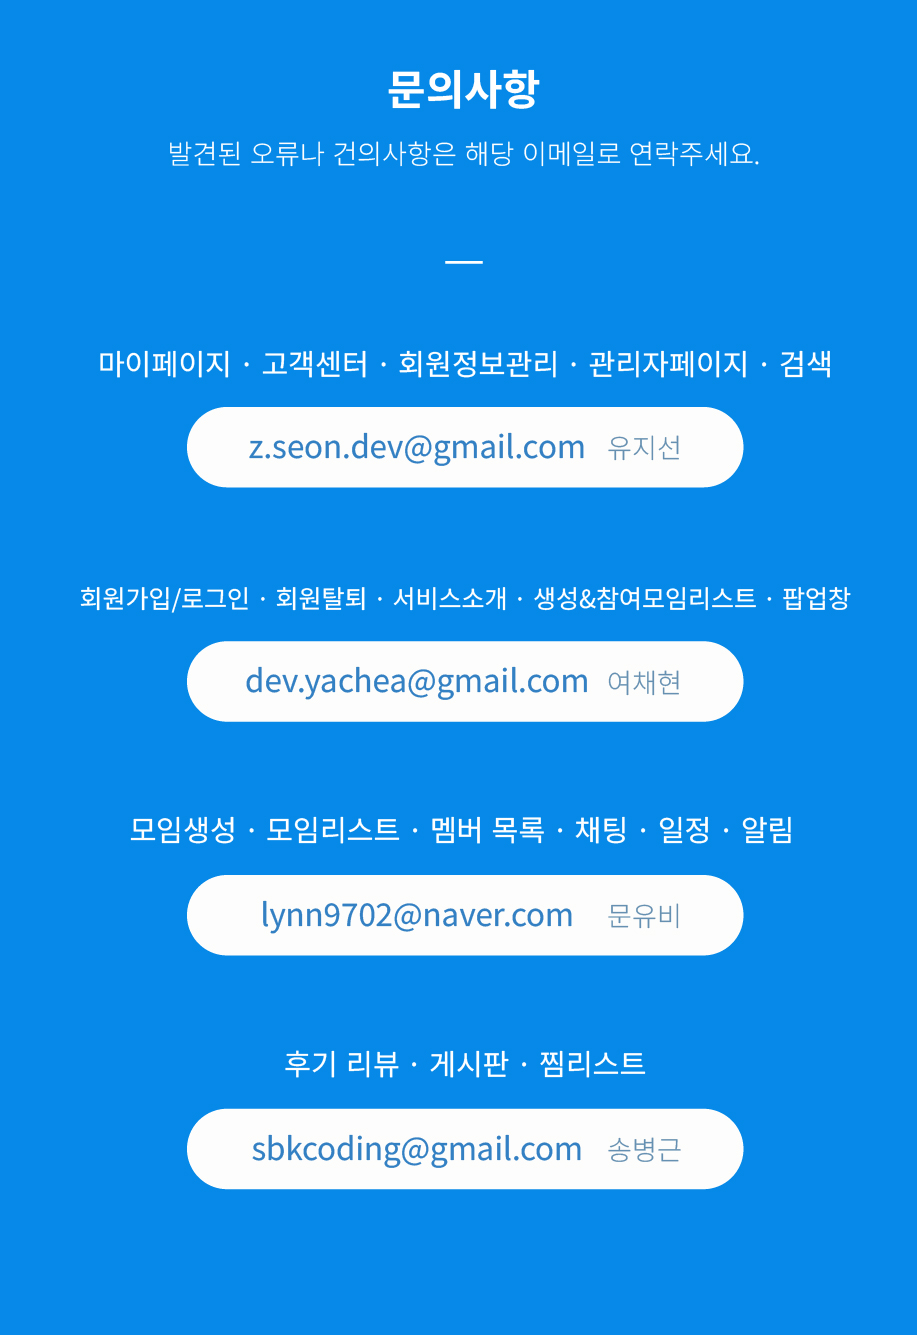 문의사항
발견된 오류나 건의사항은 해당 이메일로 연락주세요.
마이페이지 · 고객센터 · 회원정보관리 · 관리자페이지 · 검색
z.seon.dev@gmail.com 유지선
회원가입/로그인 · 회원탈퇴 · 서비스소개 · 생성&참여모임리스트 · 팝업창
dev.yachea@gmail.com 여채현
모임생성 · 모임리스트 · 멤버 목록 · 채팅 · 일정 · 알림
lynn9702@naver.com 문유비
후기 리뷰 · 게시판 · 찜리스트
sbkcoding@gmail.com 송병근